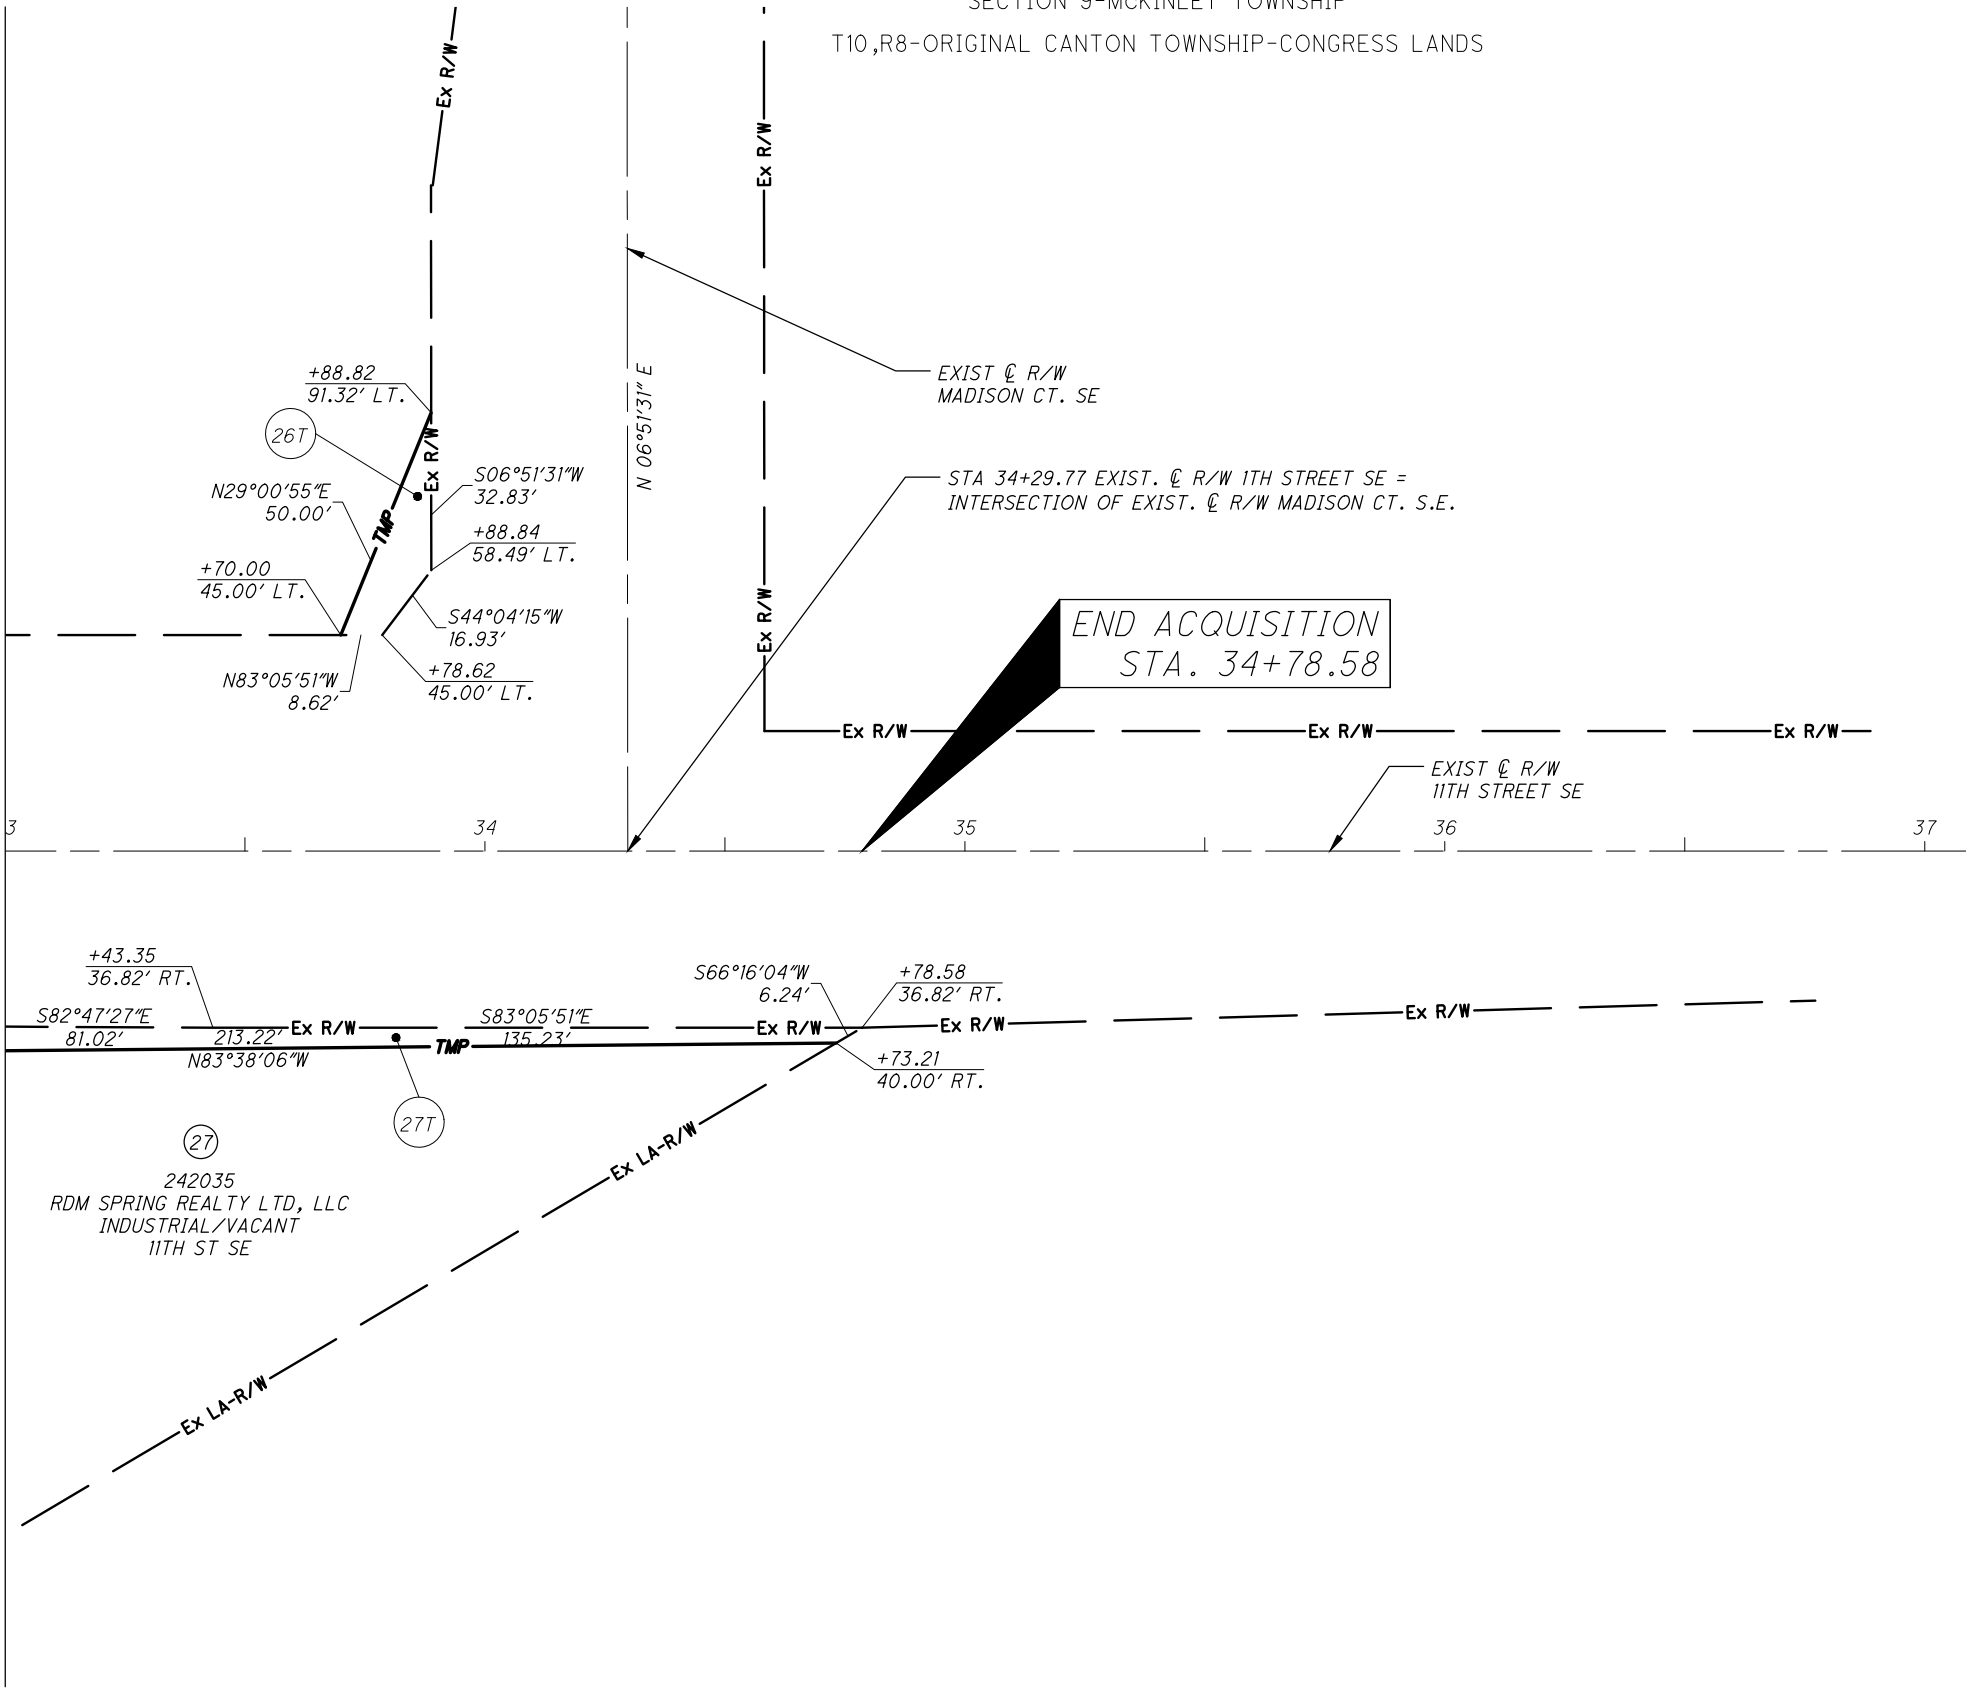 SECTION 9-MCKINLEY TOWNSHIP
T10,R8-ORIGINAL CANTON TOWNSHIP-CONGRESS LANDS
Ex R/W
Ex R/W
+88.82
91.32' LT.
26T
Ex R/W
N 06°51'31" E
EXIST ℄ R/W
MADISON CT. SE
S06°51'31"W
32.83'
N29°00'55"E
50.00'
TMP
STA 34+29.77 EXIST. ℄ R/W 1TH STREET SE =
INTERSECTION OF EXIST. ℄ R/W MADISON CT. S.E.
+88.84
58.49' LT.
+70.00
45.00' LT.
S44°04'15"W
16.93'
Ex R/W
END ACQUISITION
STA. 34+78.58
N83°05'51"W
8.62'
+78.62
45.00' LT.
Ex R/W
Ex R/W
Ex R/W
EXIST ℄ R/W
11TH STREET SE
3
34
35
36
37
+43.35
36.82' RT.
S66°16'04"W
6.24'
+78.58
36.82' RT.
S82°47'27"E
81.02'
213.22'
N83°38'06"W
Ex R/W
TMP
S83°05'51"E
135.23'
Ex R/W
Ex R/W
Ex R/W
+73.21
40.00' RT.
27T
27
242035
RDM SPRING REALTY LTD, LLC
INDUSTRIAL/VACANT
11TH ST SE
Ex LA-R/W
Ex LA-R/W